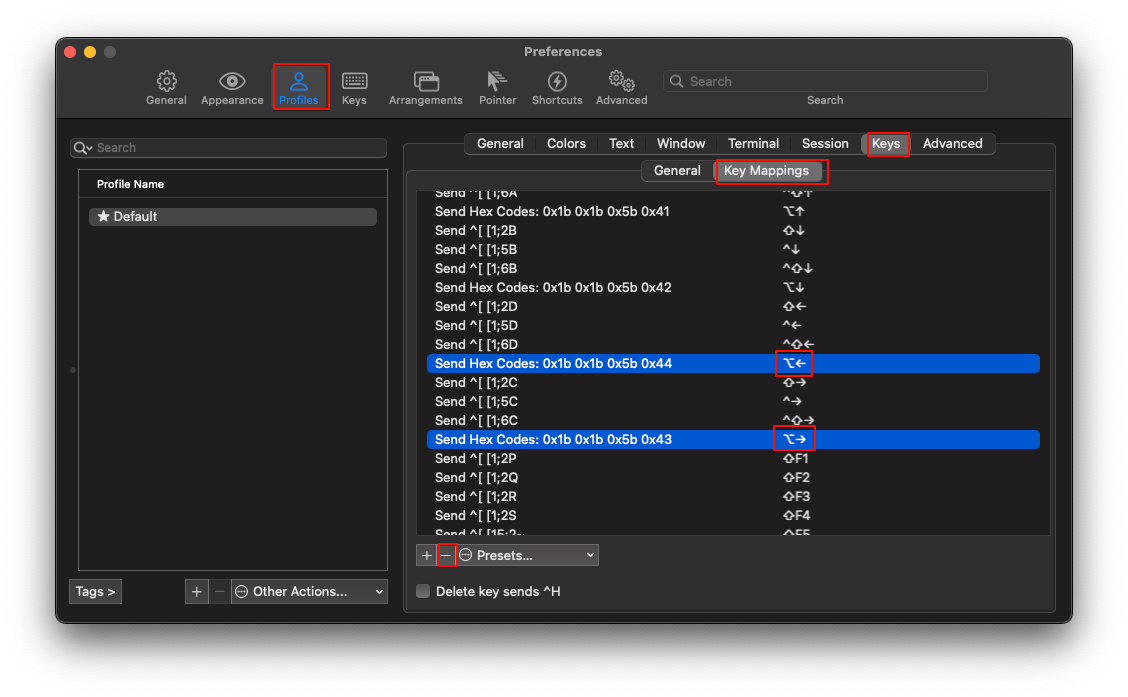 Preferences
General Appearance Profiles Keys Arrangements Pointer Shortcuts Advanced Search
Search
Search
General Colors Text Window Terminal Session Keys Advanced
General Key Mappings
Profile Name
★ Default
Send ^[ [1;6A ^⇧↑
Send Hex Codes: 0x1b 0x1b 0x5b 0x41 ⌥↑
Send ^[ [1;2B ⇧↓
Send ^[ [1;5B ^↓
Send ^[ [1;6B ^⇧↓
Send Hex Codes: 0x1b 0x1b 0x5b 0x42 ⌥↓
Send ^[ [1;2D ⇧←
Send ^[ [1;5D ^←
Send ^[ [1;6D ^⇧←
Send Hex Codes: 0x1b 0x1b 0x5b 0x44 ⌥←
Send ^[ [1;2C ⇧→
Send ^[ [1;5C ^→
Send ^[ [1;6C ^⇧→
Send Hex Codes: 0x1b 0x1b 0x5b 0x43 ⌥→
Send ^[ [1;2P ⇧F1
Send ^[ [1;2Q ⇧F2
Send ^[ [1;2R ⇧F3
Send ^[ [1;2S ⇧F4
Send ^[ [15;2~ ⇧F5
+ − Presets...
Delete key sends ^H
Tags > + − Other Actions...